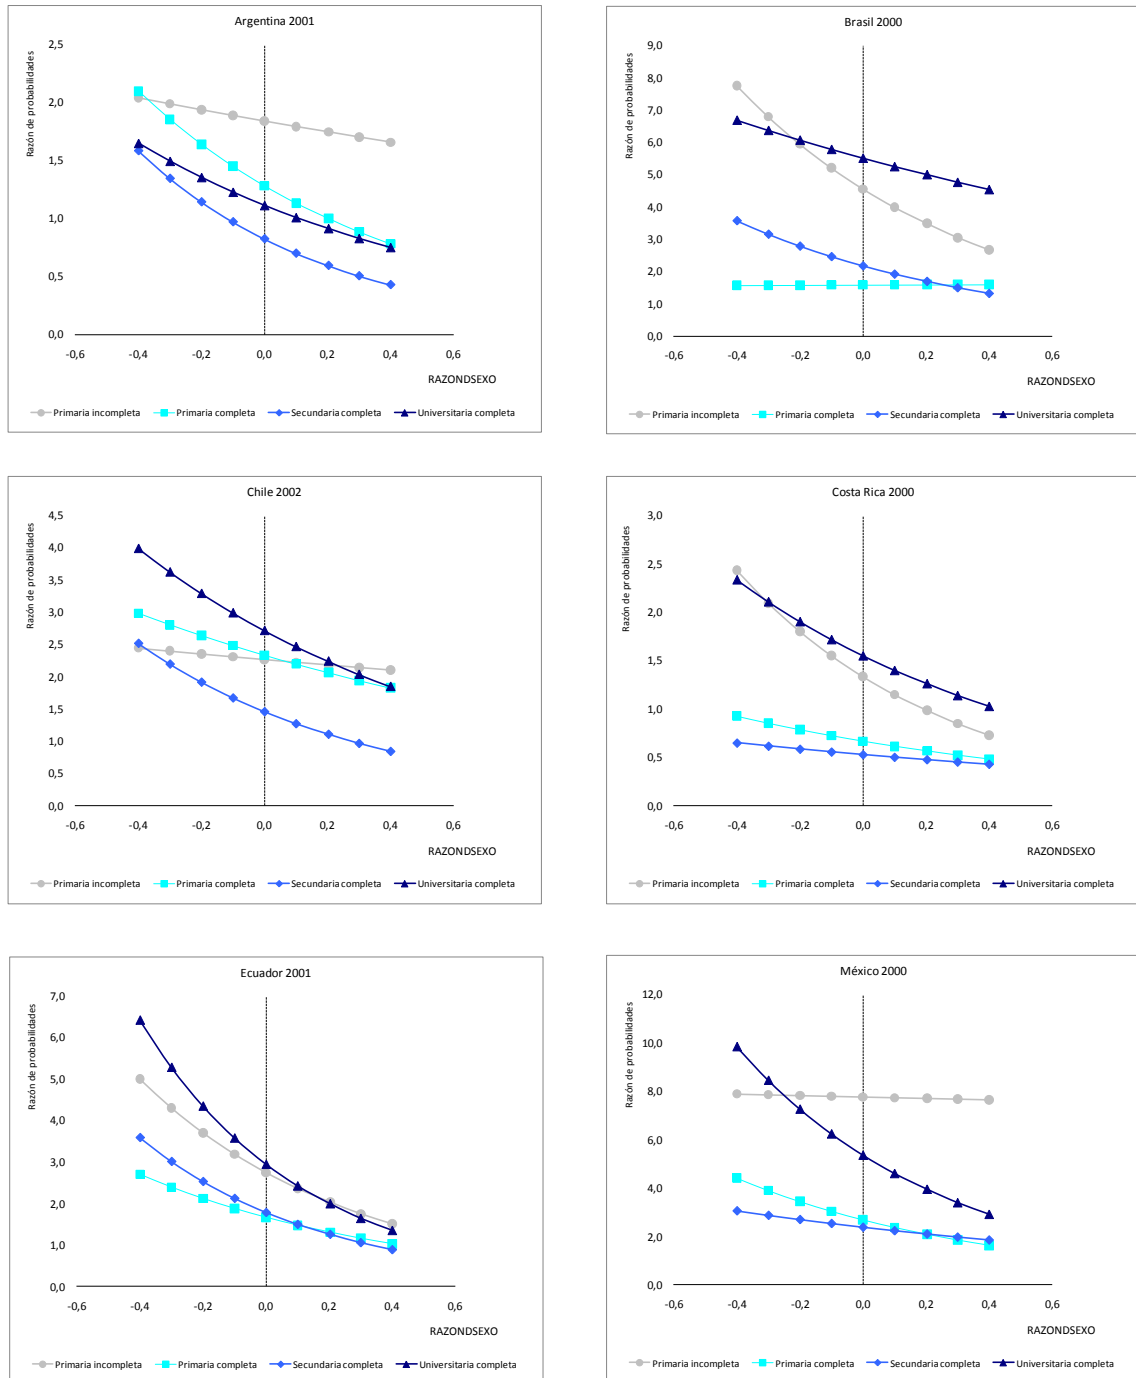 Argentina 2001
Razón de probabilidades
2,5
2,0
1,5
1,0
0,5
0,0
-0,6 -0,4 -0,2 0,0 0,2 0,4 0,6
RAZONDSEXO
Primaria incompleta Primaria completa Secundaria completa Universitaria completa
Brasil 2000
Razón de probabilidades
9,0
8,0
7,0
6,0
5,0
4,0
3,0
2,0
1,0
0,0
-0,6 -0,4 -0,2 0,0 0,2 0,4 0,6
RAZONDSEXO
Primaria incompleta Primaria completa Secundaria completa Universitaria completa
Chile 2002
Razón de probabilidades
4,5
4,0
3,5
3,0
2,5
2,0
1,5
1,0
0,5
0,0
-0,6 -0,4 -0,2 0,0 0,2 0,4 0,6
RAZONDSEXO
Primaria incompleta Primaria completa Secundaria completa Universitaria completa
Costa Rica 2000
Razón de probabilidades
3,0
2,5
2,0
1,5
1,0
0,5
0,0
-0,6 -0,4 -0,2 0,0 0,2 0,4 0,6
RAZONDSEXO
Primaria incompleta Primaria completa Secundaria completa Universitaria completa
Ecuador 2001
Razón de probabilidades
7,0
6,0
5,0
4,0
3,0
2,0
1,0
0,0
-0,6 -0,4 -0,2 0,0 0,2 0,4 0,6
RAZONDSEXO
Primaria incompleta Primaria completa Secundaria completa Universitaria completa
México 2000
Razón de probabilidades
12,0
10,0
8,0
6,0
4,0
2,0
0,0
-0,6 -0,4 -0,2 0,0 0,2 0,4 0,6
RAZONDSEXO
Primaria incompleta Primaria completa Secundaria completa Universitaria completa